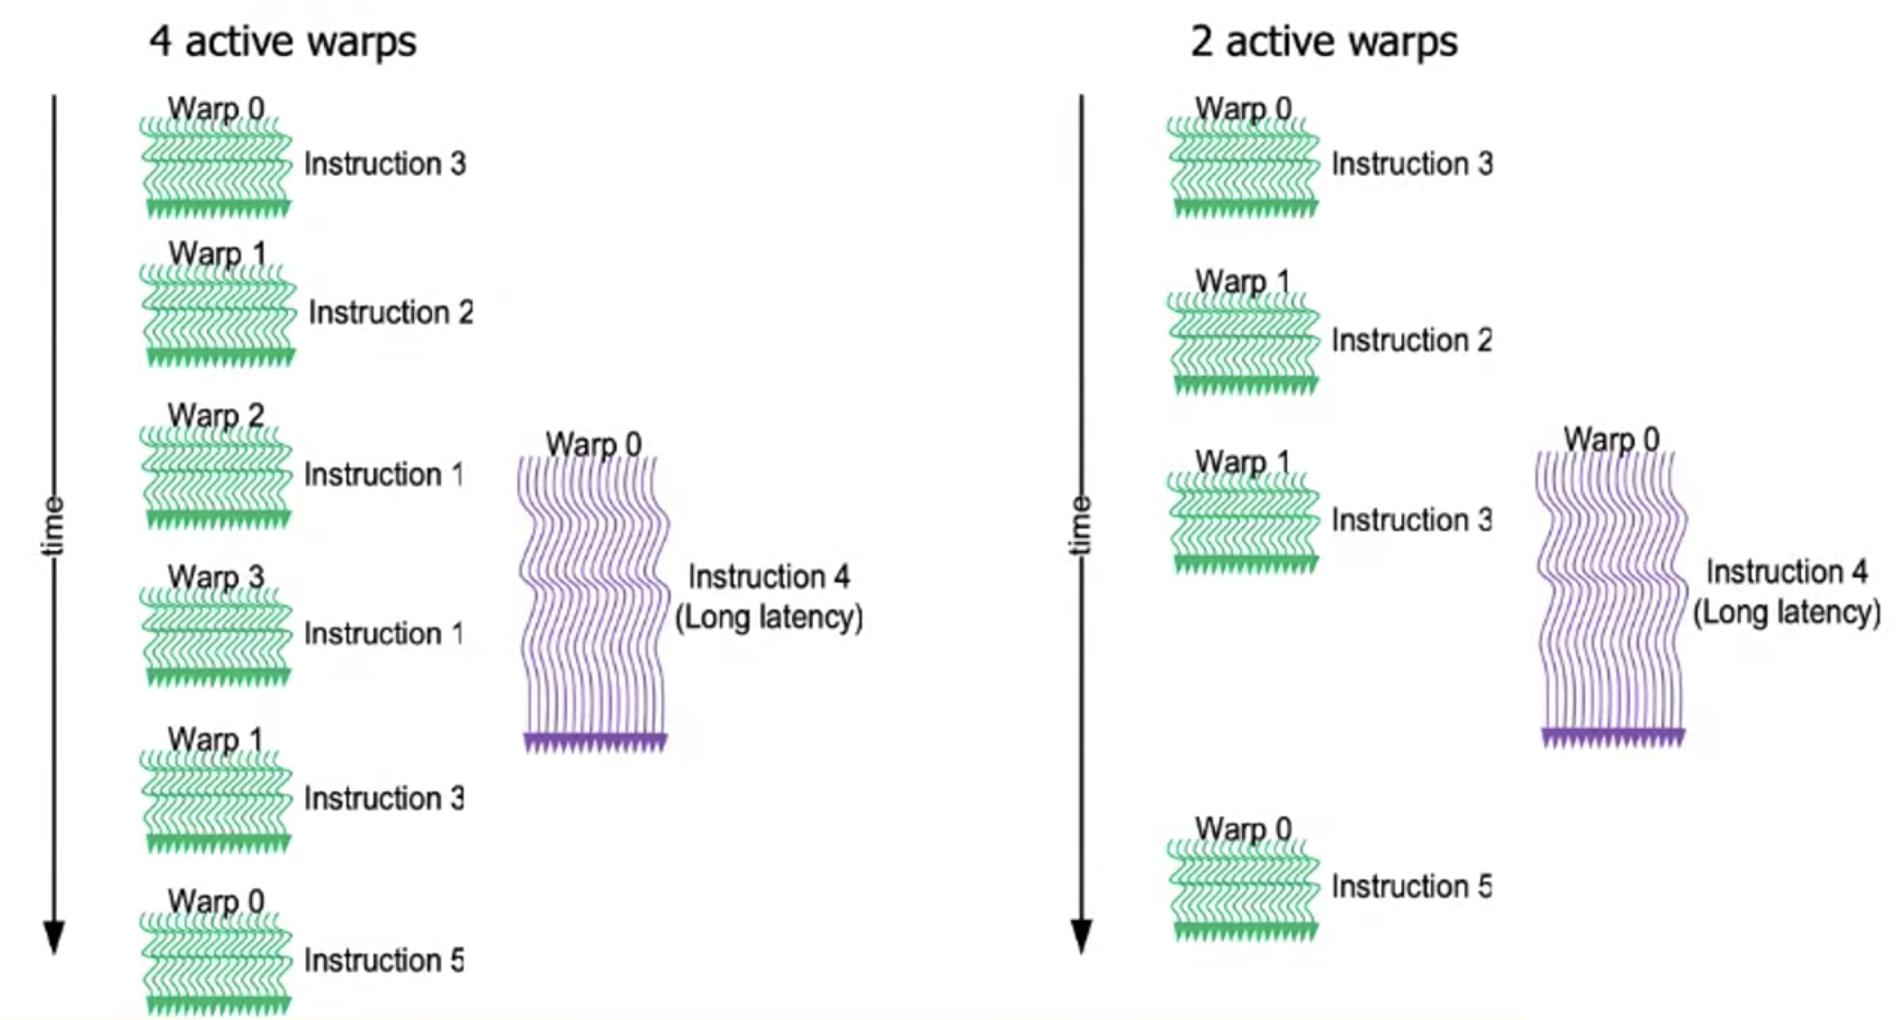 4 active warps
time
Warp 0
Instruction 3
Warp 1
Instruction 2
Warp 2
Instruction 1
Warp 3
Instruction 1
Warp 1
Instruction 3
Warp 0
Instruction 5
Warp 0
Instruction 4
(Long latency)
2 active warps
time
Warp 0
Instruction 3
Warp 1
Instruction 2
Warp 1
Instruction 3
Warp 0
Instruction 5
Warp 0
Instruction 4
(Long latency)